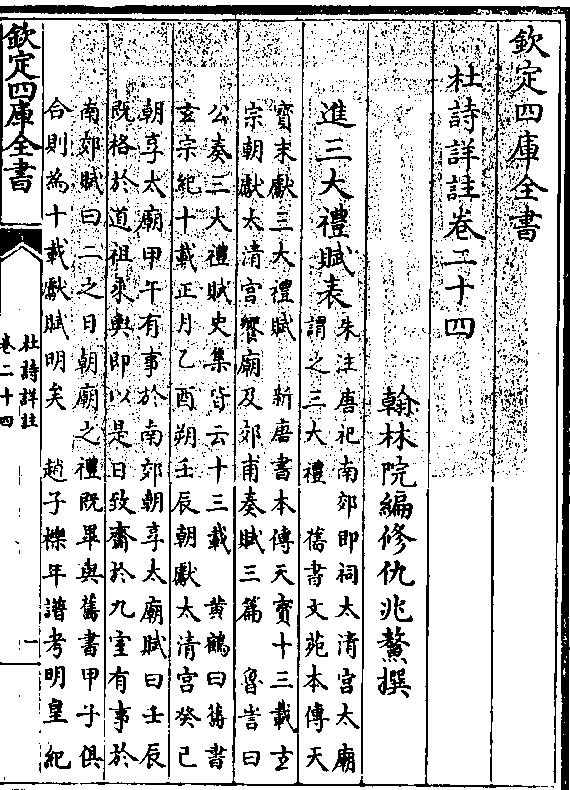 欽定四庫全書
杜詩詳註卷二十四
翰林院編修仇兆鰲撰
進三大禮賦表朱注唐祀南郊即祠太清宮太廟
謂之三大禮 舊書文苑本傳天
寶末獻三大禮賦 新唐書本傳天寳十三載玄
宗朝獻太清宮饗廟及郊甫奏賦三篇 魯訔曰
公奏三大禮賦史集皆云十三載 黄鶴曰舊書
玄宗紀十載正月乙酉朔壬辰朝獻太清宮癸巳
朝享太廟甲午有事於南郊朝享太廟賦曰壬辰
既格於道祖乘輿即以是日致齋於九室有事於
南郊賦曰二之日朝廟之禮既畢與舊書甲子俱
合則為十載獻賦明矣 趙子櫟年譜考明皇紀
欽定四庫全書
杜詩詳註
卷二十四
一